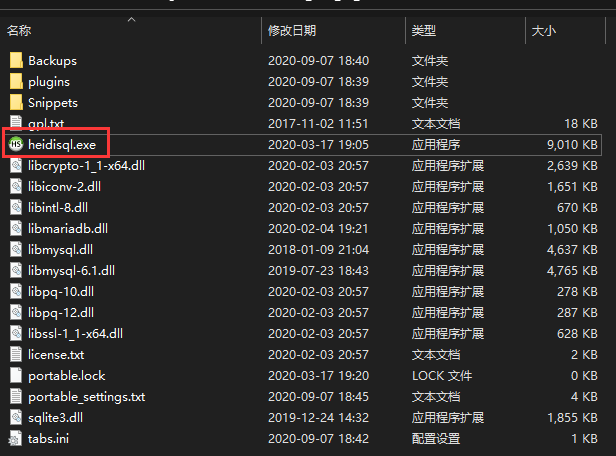 名称 修改日期 类型 大小
Backups 2020-09-07 18:40 文件夹
plugins 2020-09-07 18:39 文件夹
Snippets 2020-09-07 18:39 文件夹
gpl.txt 2017-11-02 11:51 文本文档 18 KB
heidisql.exe 2020-03-17 19:05 应用程序 9,010 KB
libcrypto-1_1-x64.dll 2020-02-03 20:57 应用程序扩展 2,639 KB
libiconv-2.dll 2020-02-03 20:57 应用程序扩展 1,651 KB
libintl-8.dll 2020-02-03 20:57 应用程序扩展 670 KB
libmariadb.dll 2020-02-04 19:21 应用程序扩展 1,050 KB
libmysql.dll 2018-01-09 21:04 应用程序扩展 4,637 KB
libmysql-6.1.dll 2019-07-23 18:43 应用程序扩展 4,765 KB
libpq-10.dll 2020-02-03 20:57 应用程序扩展 278 KB
libpq-12.dll 2020-02-03 20:57 应用程序扩展 287 KB
libssl-1_1-x64.dll 2020-02-03 20:57 应用程序扩展 628 KB
license.txt 2020-02-03 20:57 文本文档 2 KB
portable.lock 2020-03-17 19:20 LOCK 文件 0 KB
portable_settings.txt 2020-09-07 18:45 文本文档 4 KB
sqlite3.dll 2019-12-24 14:32 应用程序扩展 1,855 KB
tabs.ini 2020-09-07 18:42 配置设置 1 KB